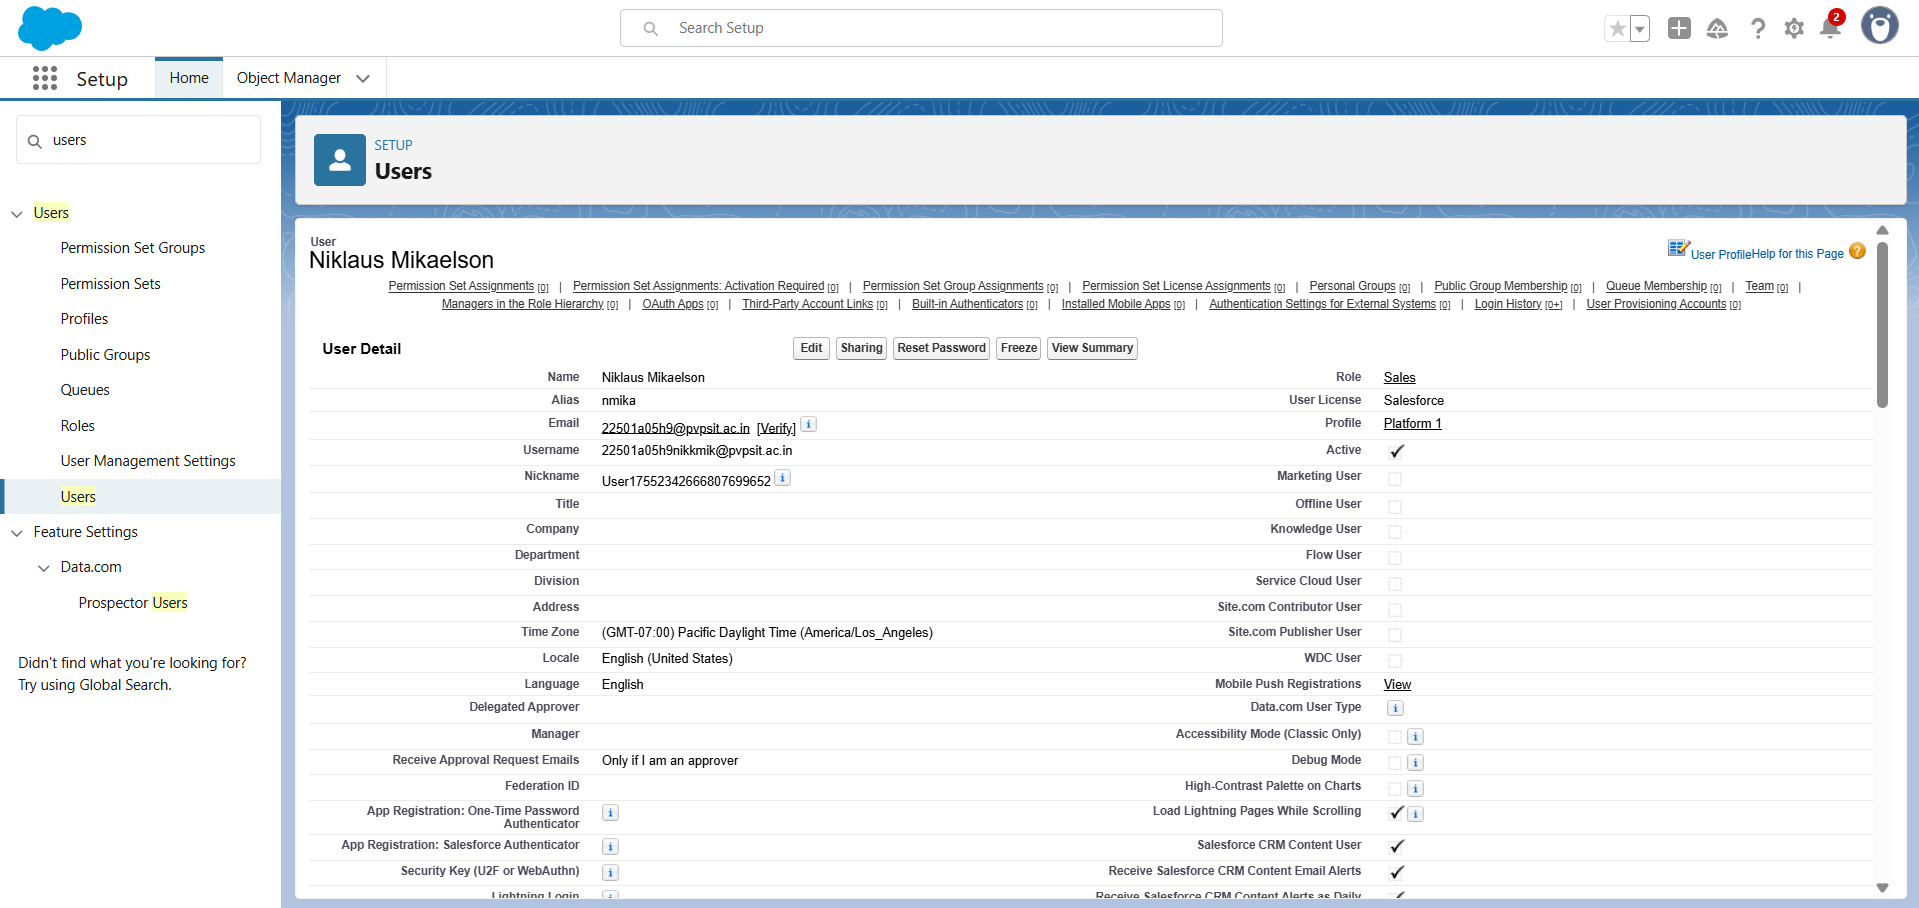 Search Setup
2
Setup
Home
Object Manager
users
Users
Permission Set Groups
Permission Sets
Profiles
Public Groups
Queues
Roles
User Management Settings
Users
Feature Settings
Data.com
Prospector Users
Didn't find what you're looking for?
Try using Global Search.
SETUP
Users
User
Niklaus Mikaelson
User Profile Help for this Page ?
Permission Set Assignments [0] | Permission Set Assignments: Activation Required [0] | Permission Set Group Assignments [0] | Permission Set License Assignments [0] | Personal Groups [0] | Public Group Membership [0] | Queue Membership [0] | Team [0] |
Managers in the Role Hierarchy [0] | OAuth Apps [0] | Third-Party Account Links [0] | Built-in Authenticators [0] | Installed Mobile Apps [0] | Authentication Settings for External Systems [0] | Login History [0+] | User Provisioning Accounts [0]
User Detail Edit Sharing Reset Password Freeze View Summary
Name Niklaus Mikaelson Role Sales
Alias nmika User License Salesforce
Email 22501a05h9@pvpsit.ac.in [Verify] i Profile Platform 1
Username 22501a05h9nikkmik@pvpsit.ac.in Active
Nickname User17552342666807699652 i Marketing User
Title Offline User
Company Knowledge User
Department Flow User
Division Service Cloud User
Address Site.com Contributor User
Time Zone (GMT-07:00) Pacific Daylight Time (America/Los_Angeles) Site.com Publisher User
Locale English (United States) WDC User
Language English Mobile Push Registrations View
Delegated Approver Data.com User Type i
Manager Accessibility Mode (Classic Only) i
Receive Approval Request Emails Only if I am an approver Debug Mode i
Federation ID High-Contrast Palette on Charts i
App Registration: One-Time Password Authenticator i Load Lightning Pages While Scrolling i
App Registration: Salesforce Authenticator i Salesforce CRM Content User
Security Key (U2F or WebAuthn) i Receive Salesforce CRM Content Email Alerts
Lightning Login i Receive Salesforce CRM Content Alerts as Daily